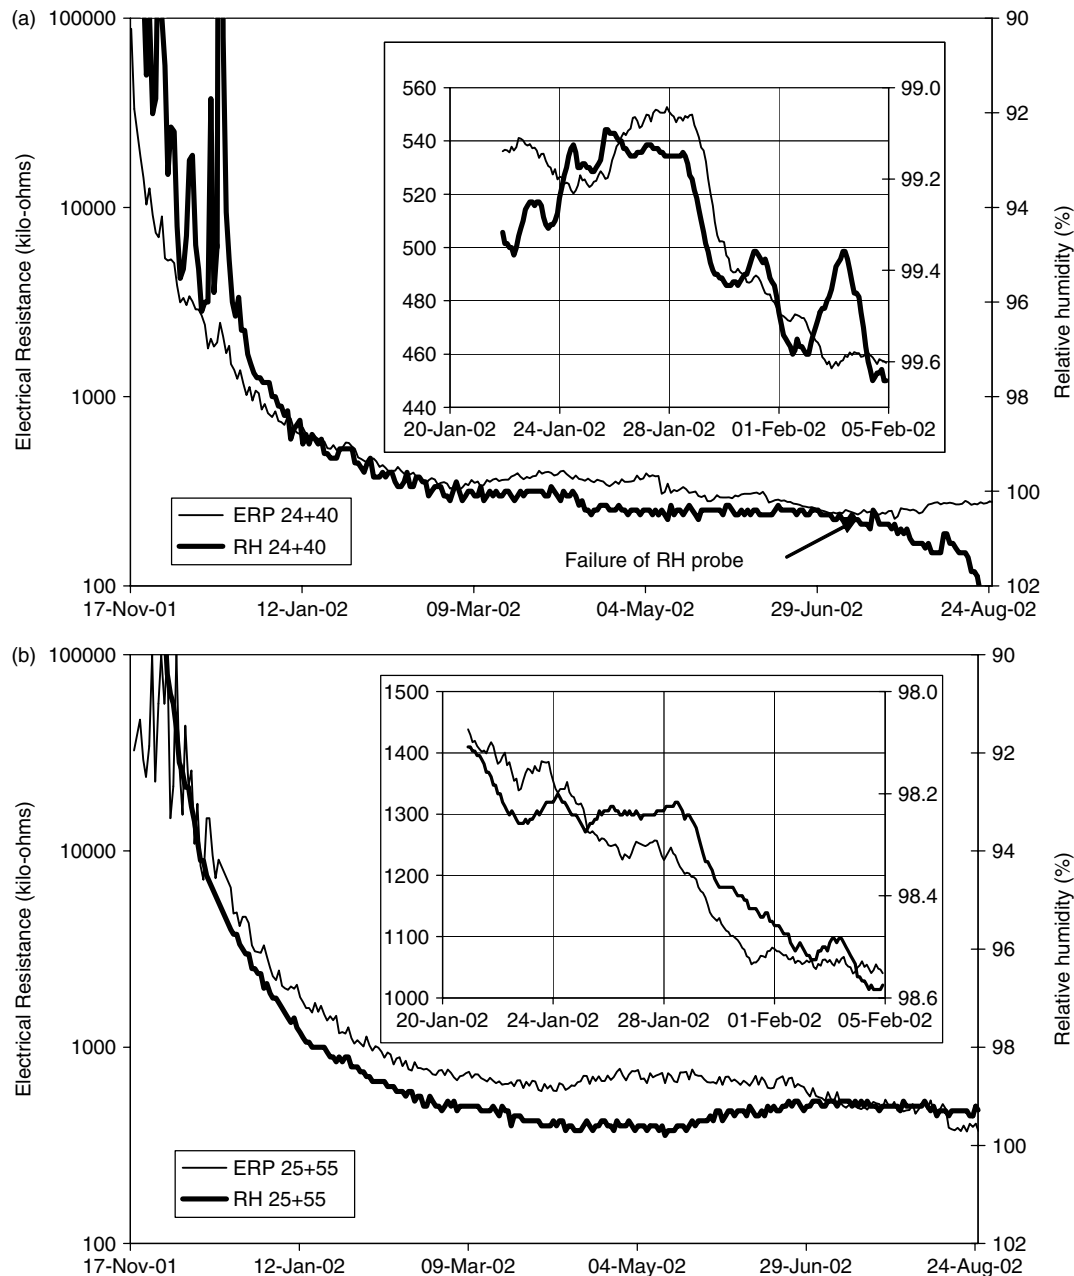 (a)
100000
10000
1000
100
Electrical Resistance (kilo-ohms)
90
92
94
96
98
100
102
Relative humidity (%)
560
540
520
500
480
460
440
99.0
99.2
99.4
99.6
20-Jan-02 24-Jan-02 28-Jan-02 01-Feb-02 05-Feb-02
ERP 24+40
RH 24+40
Failure of RH probe
17-Nov-01 12-Jan-02 09-Mar-02 04-May-02 29-Jun-02 24-Aug-02
(b)
100000
10000
1000
100
Electrical Resistance (kilo-ohms)
90
92
94
96
98
100
102
Relative humidity (%)
1500
1400
1300
1200
1100
1000
98.0
98.2
98.4
98.6
20-Jan-02 24-Jan-02 28-Jan-02 01-Feb-02 05-Feb-02
ERP 25+55
RH 25+55
17-Nov-01 12-Jan-02 09-Mar-02 04-May-02 29-Jun-02 24-Aug-02